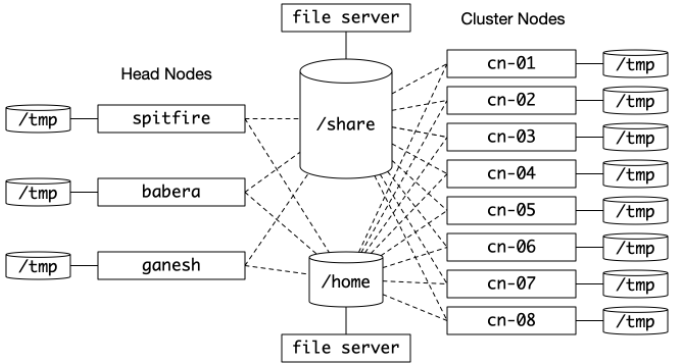 file server
Cluster Nodes
Head Nodes
/tmp
spitfire
/share
/tmp
babera
/tmp
ganesh
/home
file server
cn-01
/tmp
cn-02
/tmp
cn-03
/tmp
cn-04
/tmp
cn-05
/tmp
cn-06
/tmp
cn-07
/tmp
cn-08
/tmp